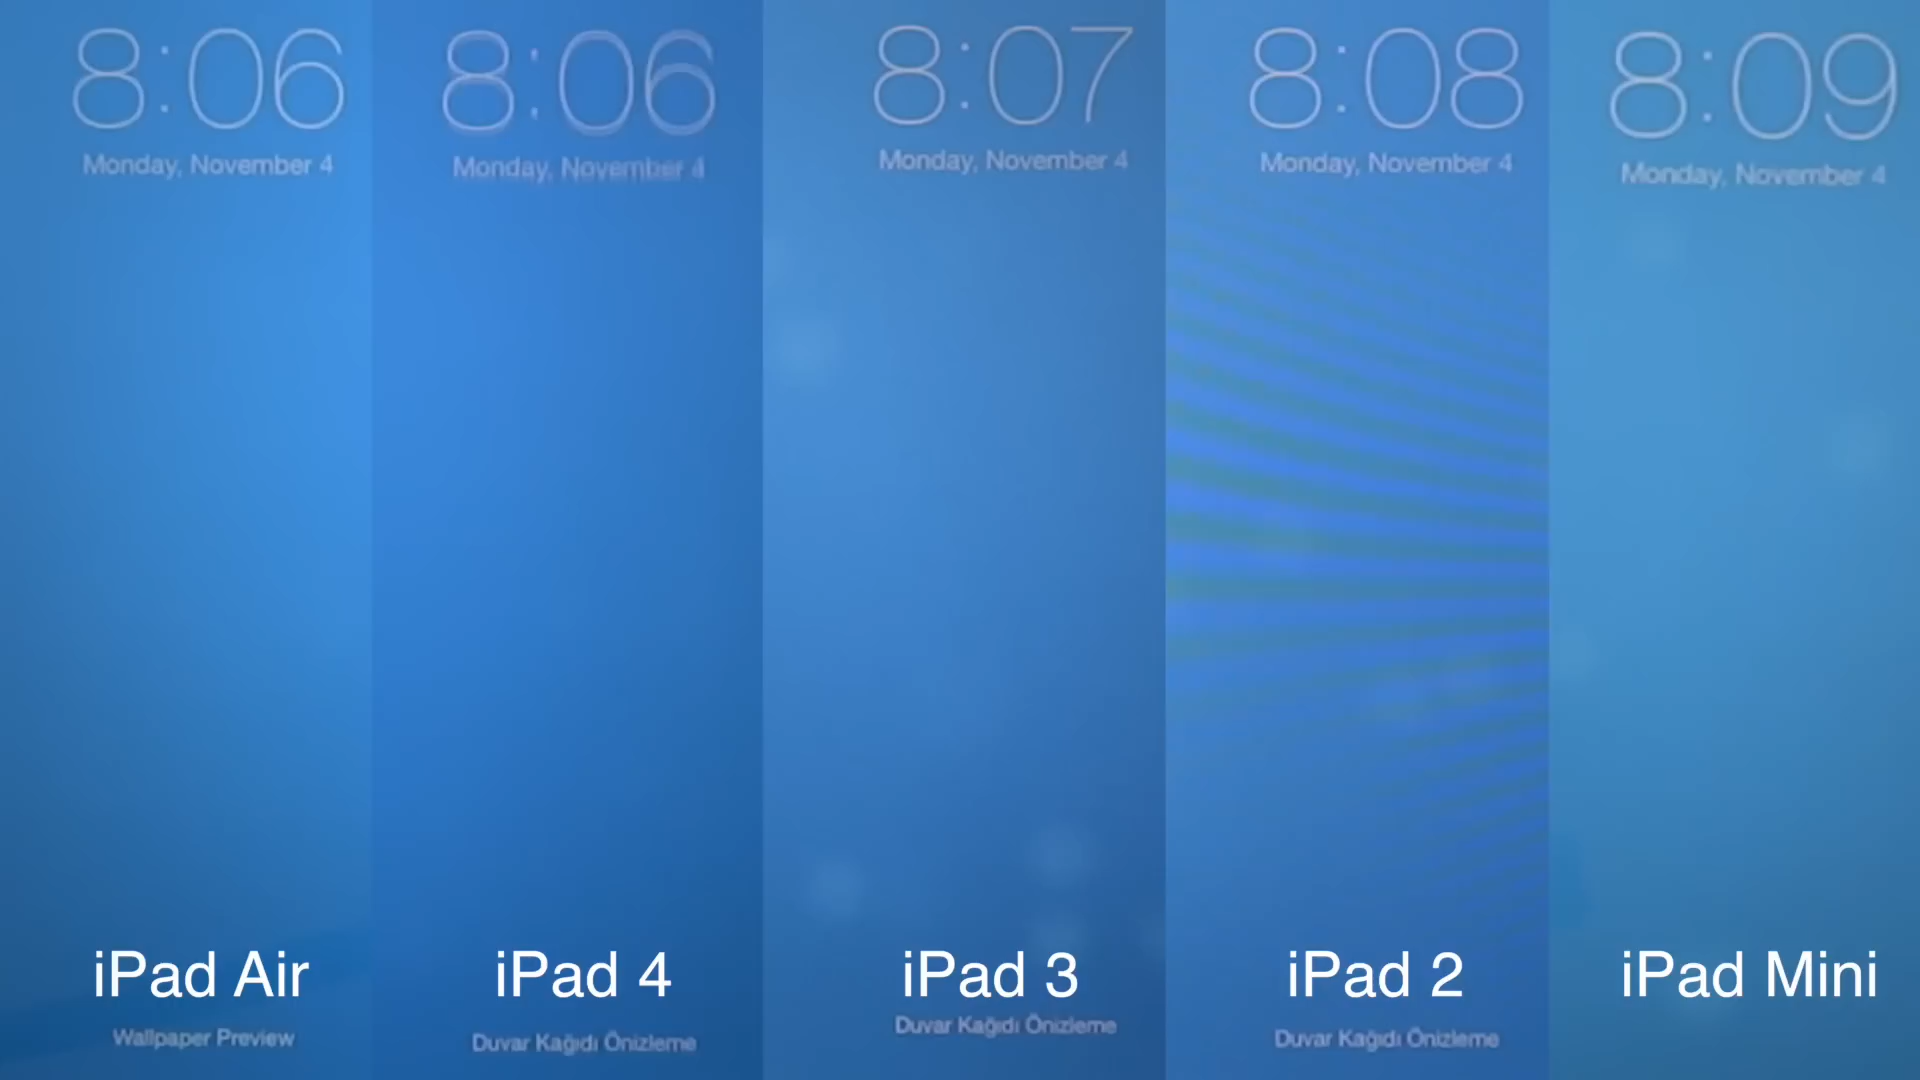 8:06
Monday, November 4
iPad Air
Wallpaper Preview
8:06
Monday, November 4
iPad 4
Duvar Kağıdı Önizleme
8:07
Monday, November 4
iPad 3
Duvar Kağıdı Önizleme
8:08
Monday, November 4
iPad 2
Duvar Kağıdı Önizleme
8:09
Monday, November 4
iPad Mini